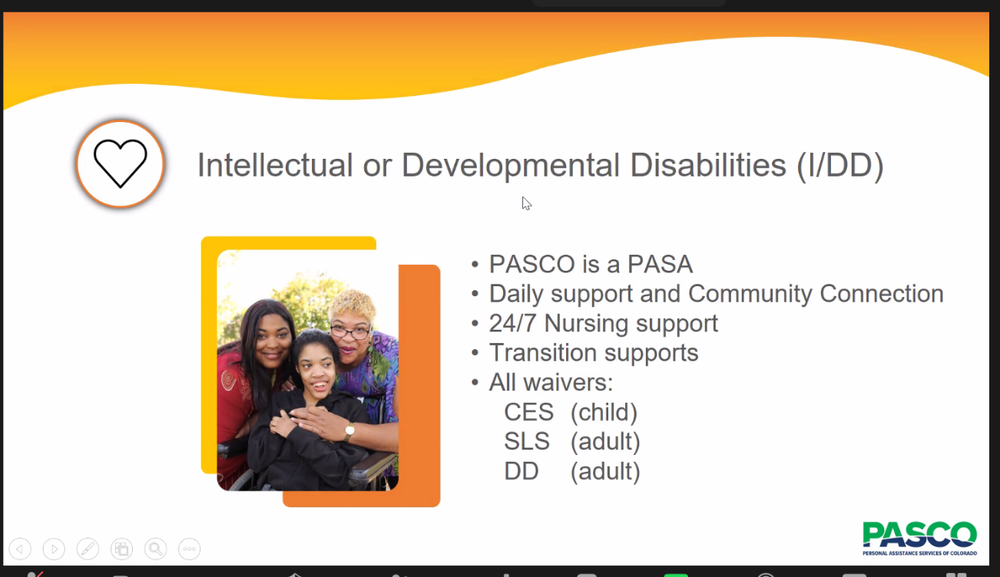 Intellectual or Developmental Disabilities (I/DD)
• PASCO is a PASA
• Daily support and Community Connection
• 24/7 Nursing support
• Transition supports
• All waivers:
CES (child)
SLS (adult)
DD (adult)
PASCO
PERSONAL ASSISTANCE SERVICES OF COLORADO